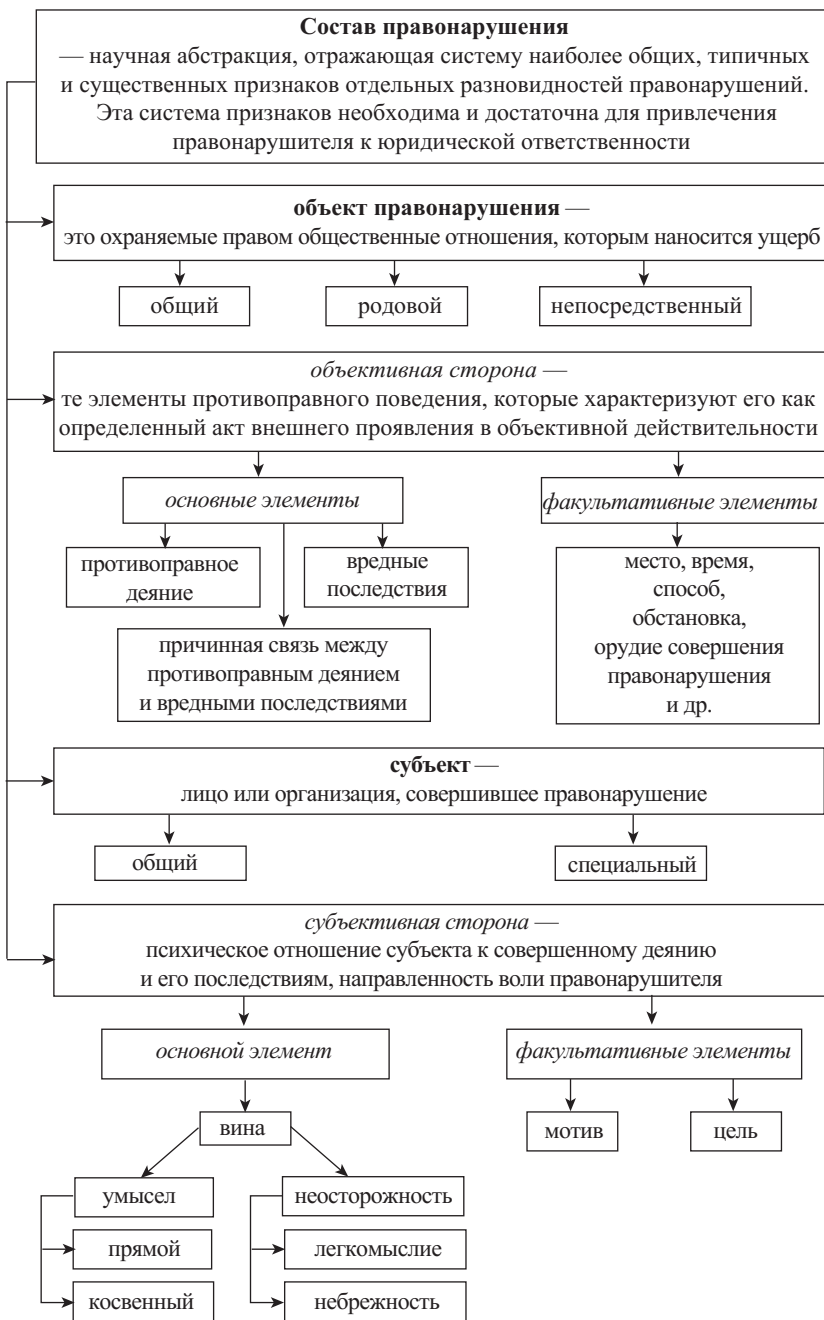 Состав правонарушения
— научная абстракция, отражающая систему наиболее общих, типичных
и существенных признаков отдельных разновидностей правонарушений.
Эта система признаков необходима и достаточна для привлечения
правонарушителя к юридической ответственности
объект правонарушения —
это охраняемые правом общественные отношения, которым наносится ущерб
общий
родовой
непосредственный
объективная сторона —
те элементы противоправного поведения, которые характеризуют его как
определенный акт внешнего проявления в объективной действительности
основные элементы
факультативные элементы
противоправное
деяние
вредные
последствия
причинная связь между
противоправным деянием
и вредными последствиями
место, время,
способ,
обстановка,
орудие совершения
правонарушения
и др.
субъект —
лицо или организация, совершившее правонарушение
общий
специальный
субъективная сторона —
психическое отношение субъекта к совершенному деянию
и его последствиям, направленность воли правонарушителя
основной элемент
факультативные элементы
вина
мотив
цель
умысел
неосторожность
прямой
легкомыслие
косвенный
небрежность